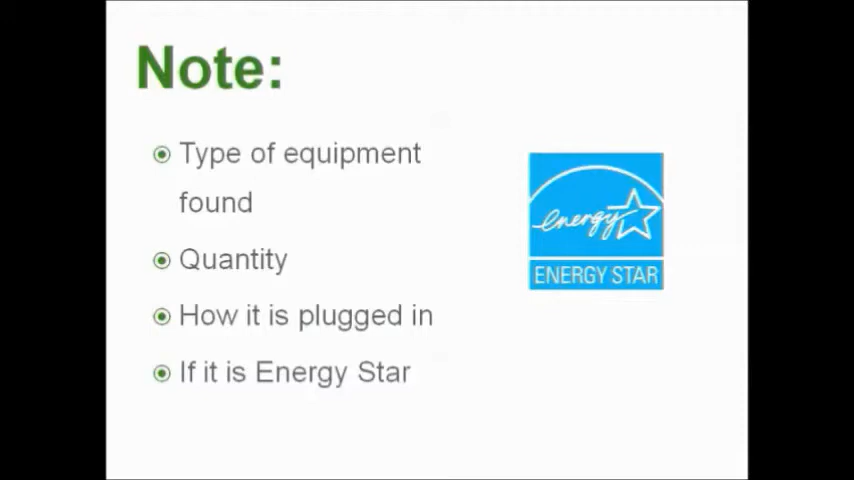 Note:
Type of equipment
found
Quantity
How it is plugged in
If it is Energy Star
energy
ENERGY STAR